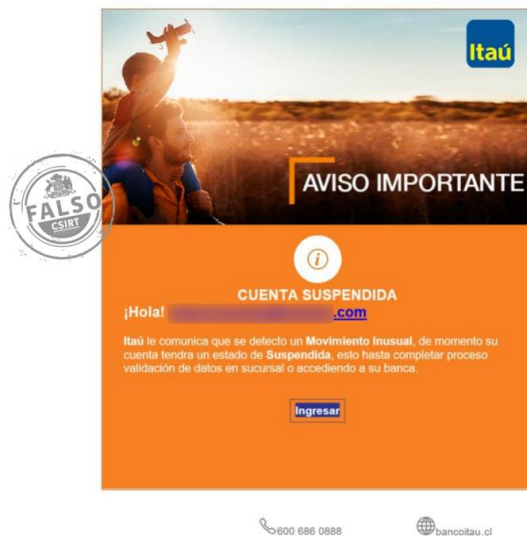 Itaú
AVISO IMPORTANTE
FALSO
CSIRT
CUENTA SUSPENDIDA
¡Hola! .com
Itaú le comunica que se detecto un Movimiento Inusual, de momento su
cuenta tendra un estado de Suspendida, esto hasta completar proceso
validación de datos en sucursal o accediendo a su banca.
Ingresar
600 686 0888
bancoitau.cl